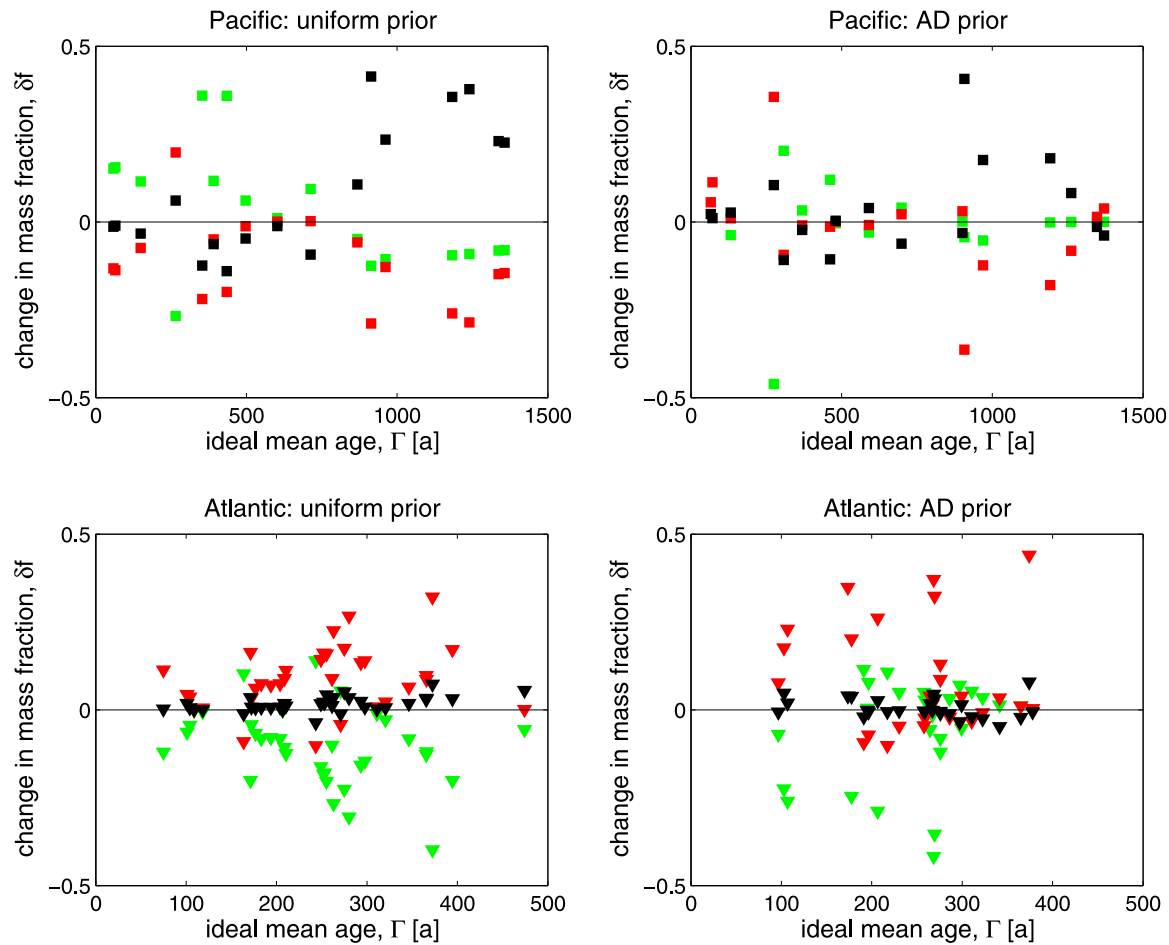 Pacific: uniform prior
0.5
0
−0.5
change in mass fraction, δf
0
500
1000
1500
ideal mean age, Γ [a]
Pacific: AD prior
0.5
0
−0.5
change in mass fraction, δf
0
500
1000
1500
ideal mean age, Γ [a]
Atlantic: uniform prior
0.5
0
−0.5
change in mass fraction, δf
0
100
200
300
400
500
ideal mean age, Γ [a]
Atlantic: AD prior
0.5
0
−0.5
change in mass fraction, δf
0
100
200
300
400
500
ideal mean age, Γ [a]